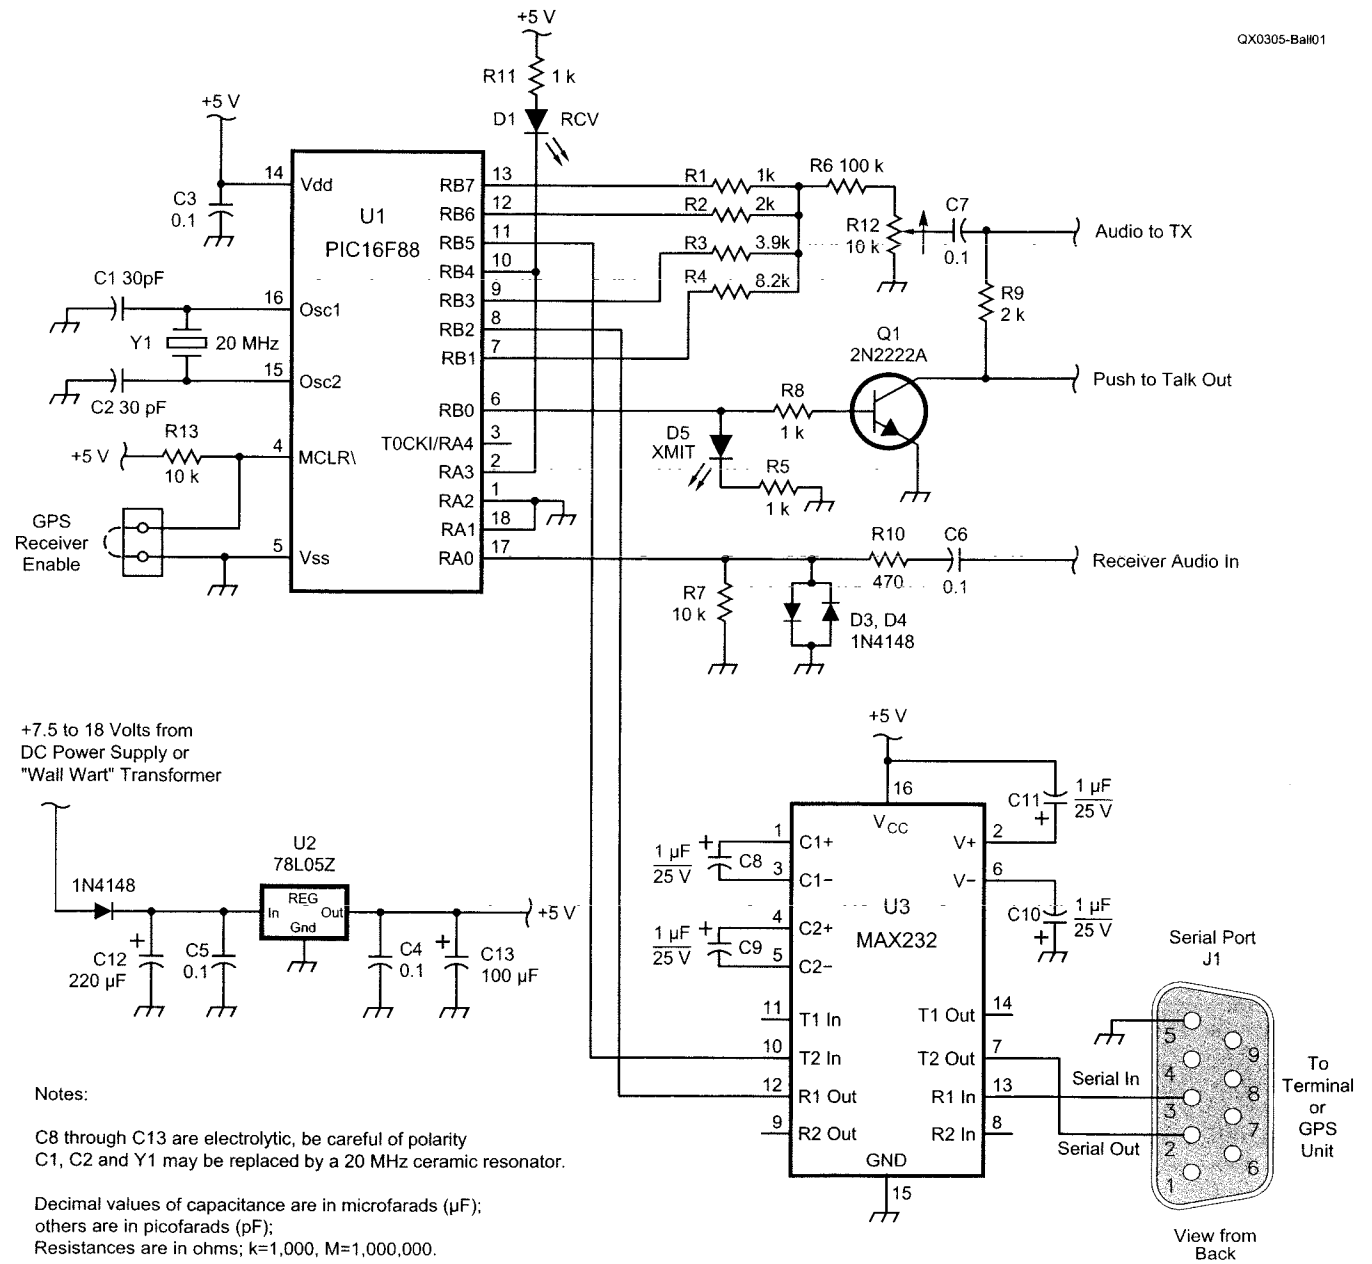 QX0305-Ball01
+5 V
R11 1 k
D1 RCV
+5 V
14 Vdd
C3
0.1
U1
PIC16F88
RB7 13
RB6 12
RB5 11
RB4 10
RB3 9
RB2 8
RB1 7
RB0 6
T0CKI/RA4 3
RA3 2
RA2 1
RA1 18
RA0 17
C1 30pF
16 Osc1
Y1 20 MHz
15 Osc2
C2 30 pF
R13
+5 V
10 k
4 MCLR\
GPS
Receiver
Enable
5 Vss
R1 1k
R2 2k
R3 3.9k
R4 8.2k
R6 100 k
R12
10 k
C7
0.1
Audio to TX
R9
2 k
Q1
2N2222A
Push to Talk Out
R8
1 k
D5
XMIT
R5
1 k
R10
470
C6
0.1
Receiver Audio In
R7
10 k
D3, D4
1N4148
+7.5 to 18 Volts from
DC Power Supply or
"Wall Wart" Transformer
U2
78L05Z
1N4148
REG
In Out
Gnd
+5 V
+
C12
220 µF
C5
0.1
C4
0.1
+
C13
100 µF
+5 V
16
VCC
C11 1 µF
25 V
+
1 C1+
3 C1−
+
1 µF
25 V
C8
V+ 2
V− 6
U3
MAX232
4 C2+
5 C2−
+
1 µF
25 V
C9
C10 1 µF
25 V
+
11 T1 In
10 T2 In
12 R1 Out
9 R2 Out
T1 Out 14
T2 Out 7
R1 In 13
R2 In 8
GND
15
Serial In
Serial Out
Serial Port
J1
5
9
4
8
3
7
2
6
1
To
Terminal
or
GPS
Unit
View from
Back
Notes:
C8 through C13 are electrolytic, be careful of polarity
C1, C2 and Y1 may be replaced by a 20 MHz ceramic resonator.
Decimal values of capacitance are in microfarads (µF);
others are in picofarads (pF);
Resistances are in ohms; k=1,000, M=1,000,000.